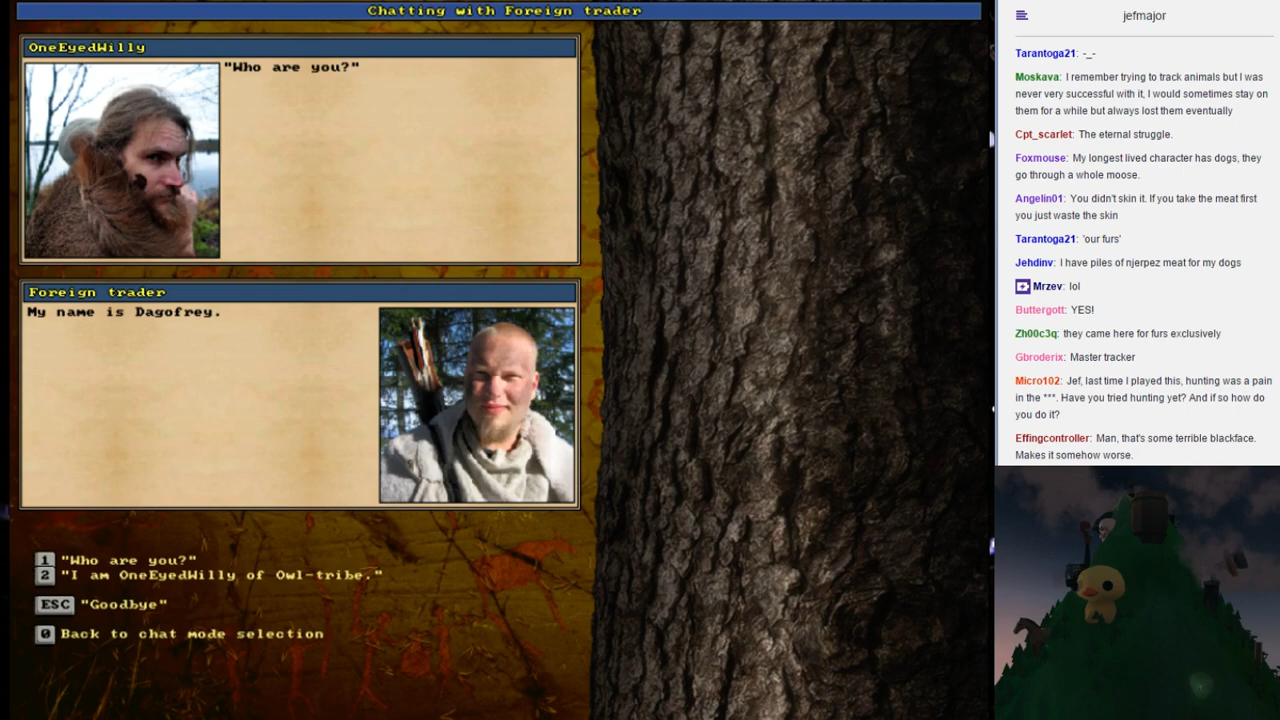 Chatting with Foreign trader
OneEyedWilly
"Who are you?"
Foreign trader
My name is Dagofrey.
1 "Who are you?"
2 "I am OneEyedWilly of Owl-tribe."
ESC "Goodbye"
0 Back to chat mode selection
jefmajor
Tarantoga21: -_-
Moskava: I remember trying to track animals but I was
never very successful with it, I would sometimes stay on
them for a while but always lost them eventually
Cpt_scarlet: The eternal struggle.
Foxmouse: My longest lived character has dogs, they
go through a whole moose.
Angelin01: You didn't skin it. If you take the meat first
you just waste the skin
Tarantoga21: 'our furs'
Jehdinv: I have piles of njerpez meat for my dogs
Mrzev: lol
Buttergott: YES!
Zh00c3q: they came here for furs exclusively
Gbroderix: Master tracker
Micro102: Jef, last time I played this, hunting was a pain
in the ***. Have you tried hunting yet? And if so how do
you do it?
Effingcontroller: Man, that's some terrible blackface.
Makes it somehow worse.